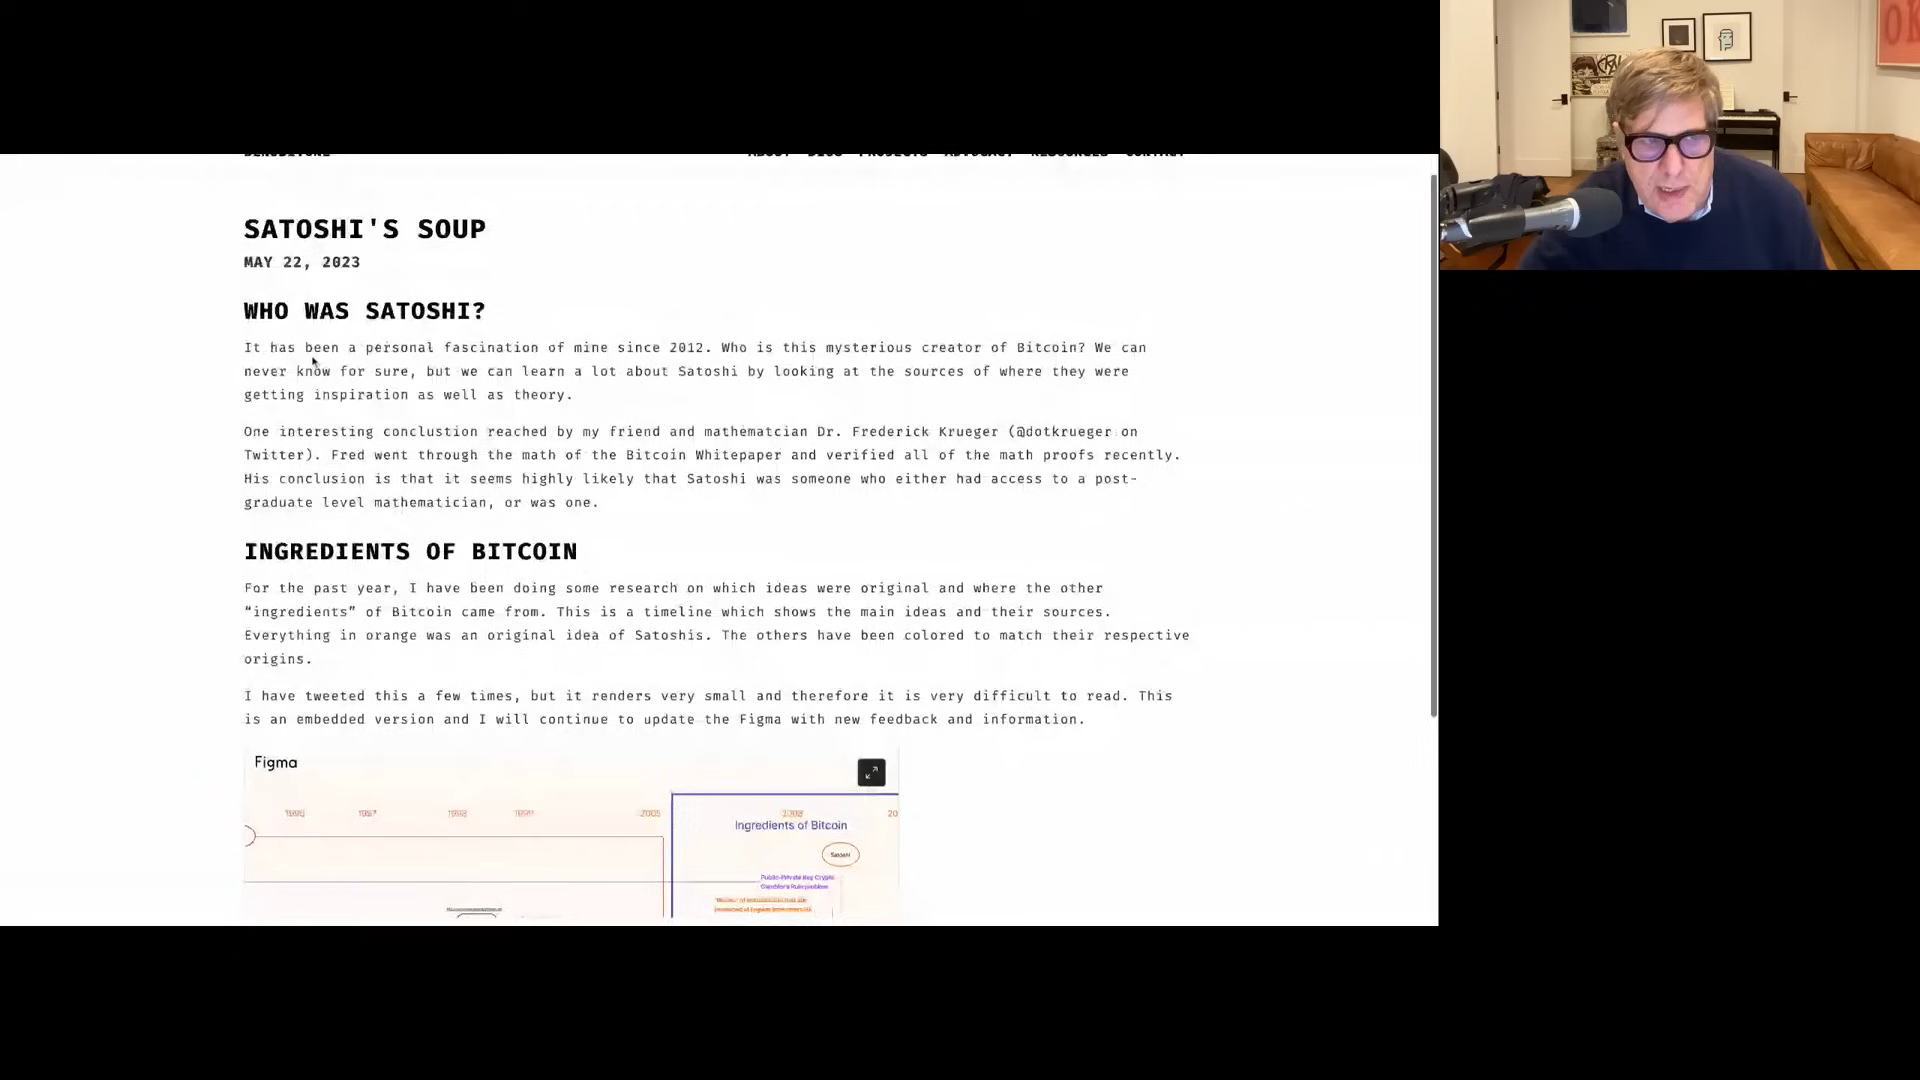 SATOSHI'S SOUP
MAY 22, 2023
WHO WAS SATOSHI?
It has been a personal fascination of mine since 2012. Who is this mysterious creator of Bitcoin? We can
never know for sure, but we can learn a lot about Satoshi by looking at the sources of where they were
getting inspiration as well as theory.
One interesting conclustion reached by my friend and mathematcian Dr. Frederick Krueger (@dotkrueger on
Twitter). Fred went through the math of the Bitcoin Whitepaper and verified all of the math proofs recently.
His conclusion is that it seems highly likely that Satoshi was someone who either had access to a post-
graduate level mathematician, or was one.
INGREDIENTS OF BITCOIN
For the past year, I have been doing some research on which ideas were original and where the other
“ingredients” of Bitcoin came from. This is a timeline which shows the main ideas and their sources.
Everything in orange was an original idea of Satoshis. The others have been colored to match their respective
origins.
I have tweeted this a few times, but it renders very small and therefore it is very difficult to read. This
is an embedded version and I will continue to update the Figma with new feedback and information.
Figma
1997 1998 2005 2008 20
Ingredients of Bitcoin
Satoshi
Public-Private Key Crypto
OK